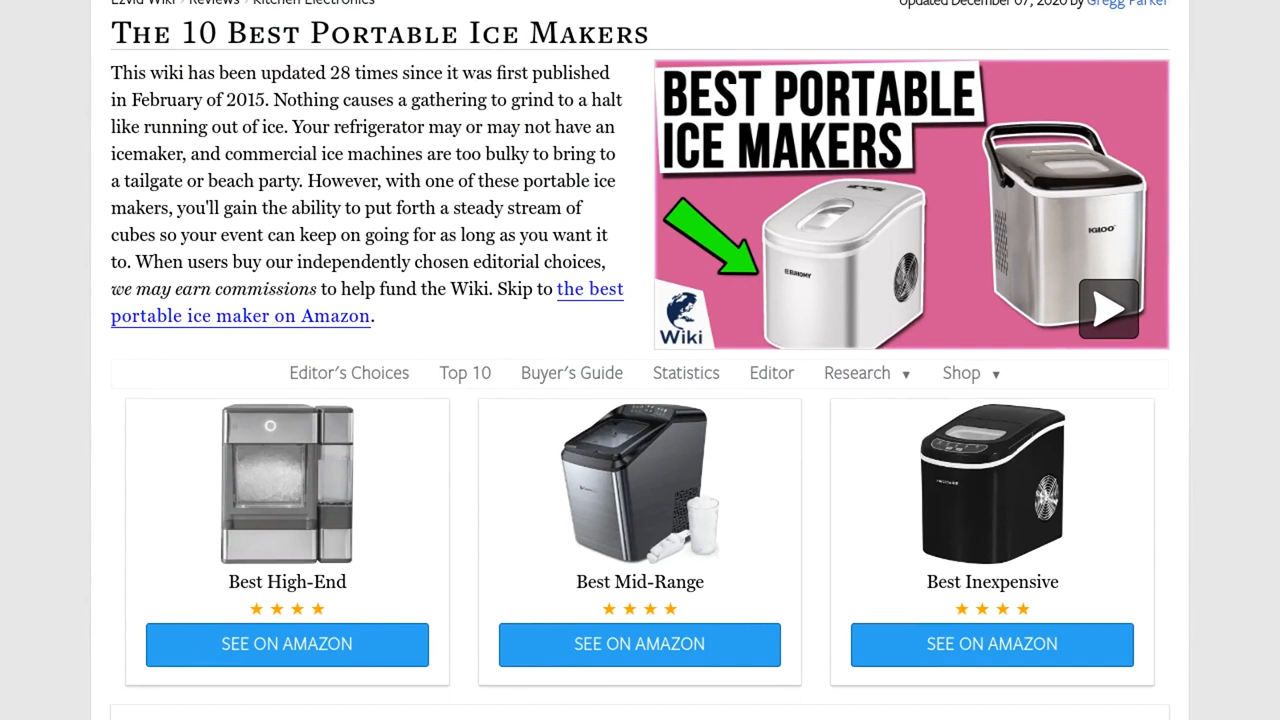 Ezvid Wiki › Reviews › Kitchen Electronics
Updated December 07, 2020 by Gregg Parker
The 10 Best Portable Ice Makers
This wiki has been updated 28 times since it was first published
in February of 2015. Nothing causes a gathering to grind to a halt
like running out of ice. Your refrigerator may or may not have an
icemaker, and commercial ice machines are too bulky to bring to
a tailgate or beach party. However, with one of these portable ice
makers, you'll gain the ability to put forth a steady stream of
cubes so your event can keep on going for as long as you want it
to. When users buy our independently chosen editorial choices,
we may earn commissions to help fund the Wiki. Skip to the best
portable ice maker on Amazon.
BEST PORTABLE
ICE MAKERS
IGLOO
EUHOMY
Wiki
Editor's Choices Top 10 Buyer's Guide Statistics Editor Research ▼ Shop ▼
Best High-End
Best Mid-Range
Best Inexpensive
SEE ON AMAZON
SEE ON AMAZON
SEE ON AMAZON